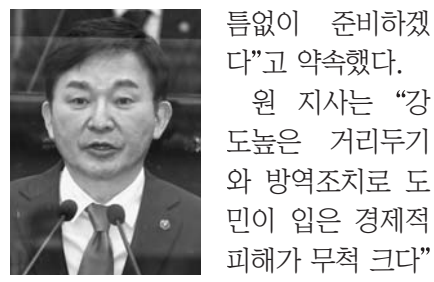 틈없이 준비하겠
다”고 약속했다.
원 지사는 “강
도높은 거리두기
와 방역조치로 도
민이 입은 경제적
피해가 무척 크다”